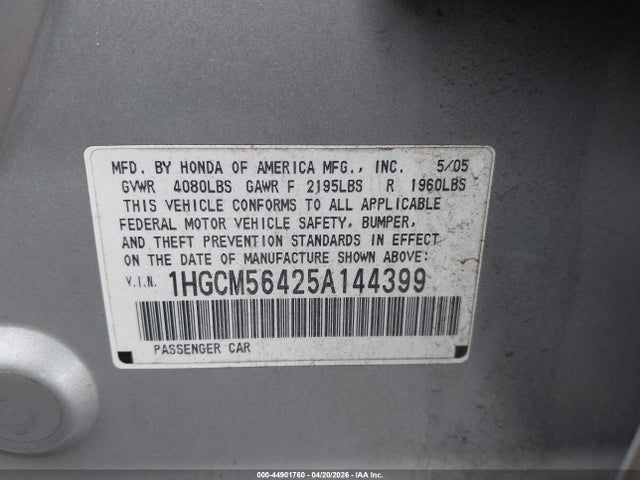 MFD. BY HONDA OF AMERICA MFG., INC. 5/05
GVWR 4080LBS GAWR F 2195LBS R 1960LBS
THIS VEHICLE CONFORMS TO ALL APPLICABLE
FEDERAL MOTOR VEHICLE SAFETY, BUMPER,
AND THEFT PREVENTION STANDARDS IN EFFECT
ON THE DATE OF MANUFACTURE SHOWN ABOVE:
V.I.N. 1HGCM56425A144399
PASSENGER CAR
000-44901760 - 04/20/2026 - IAA Inc.